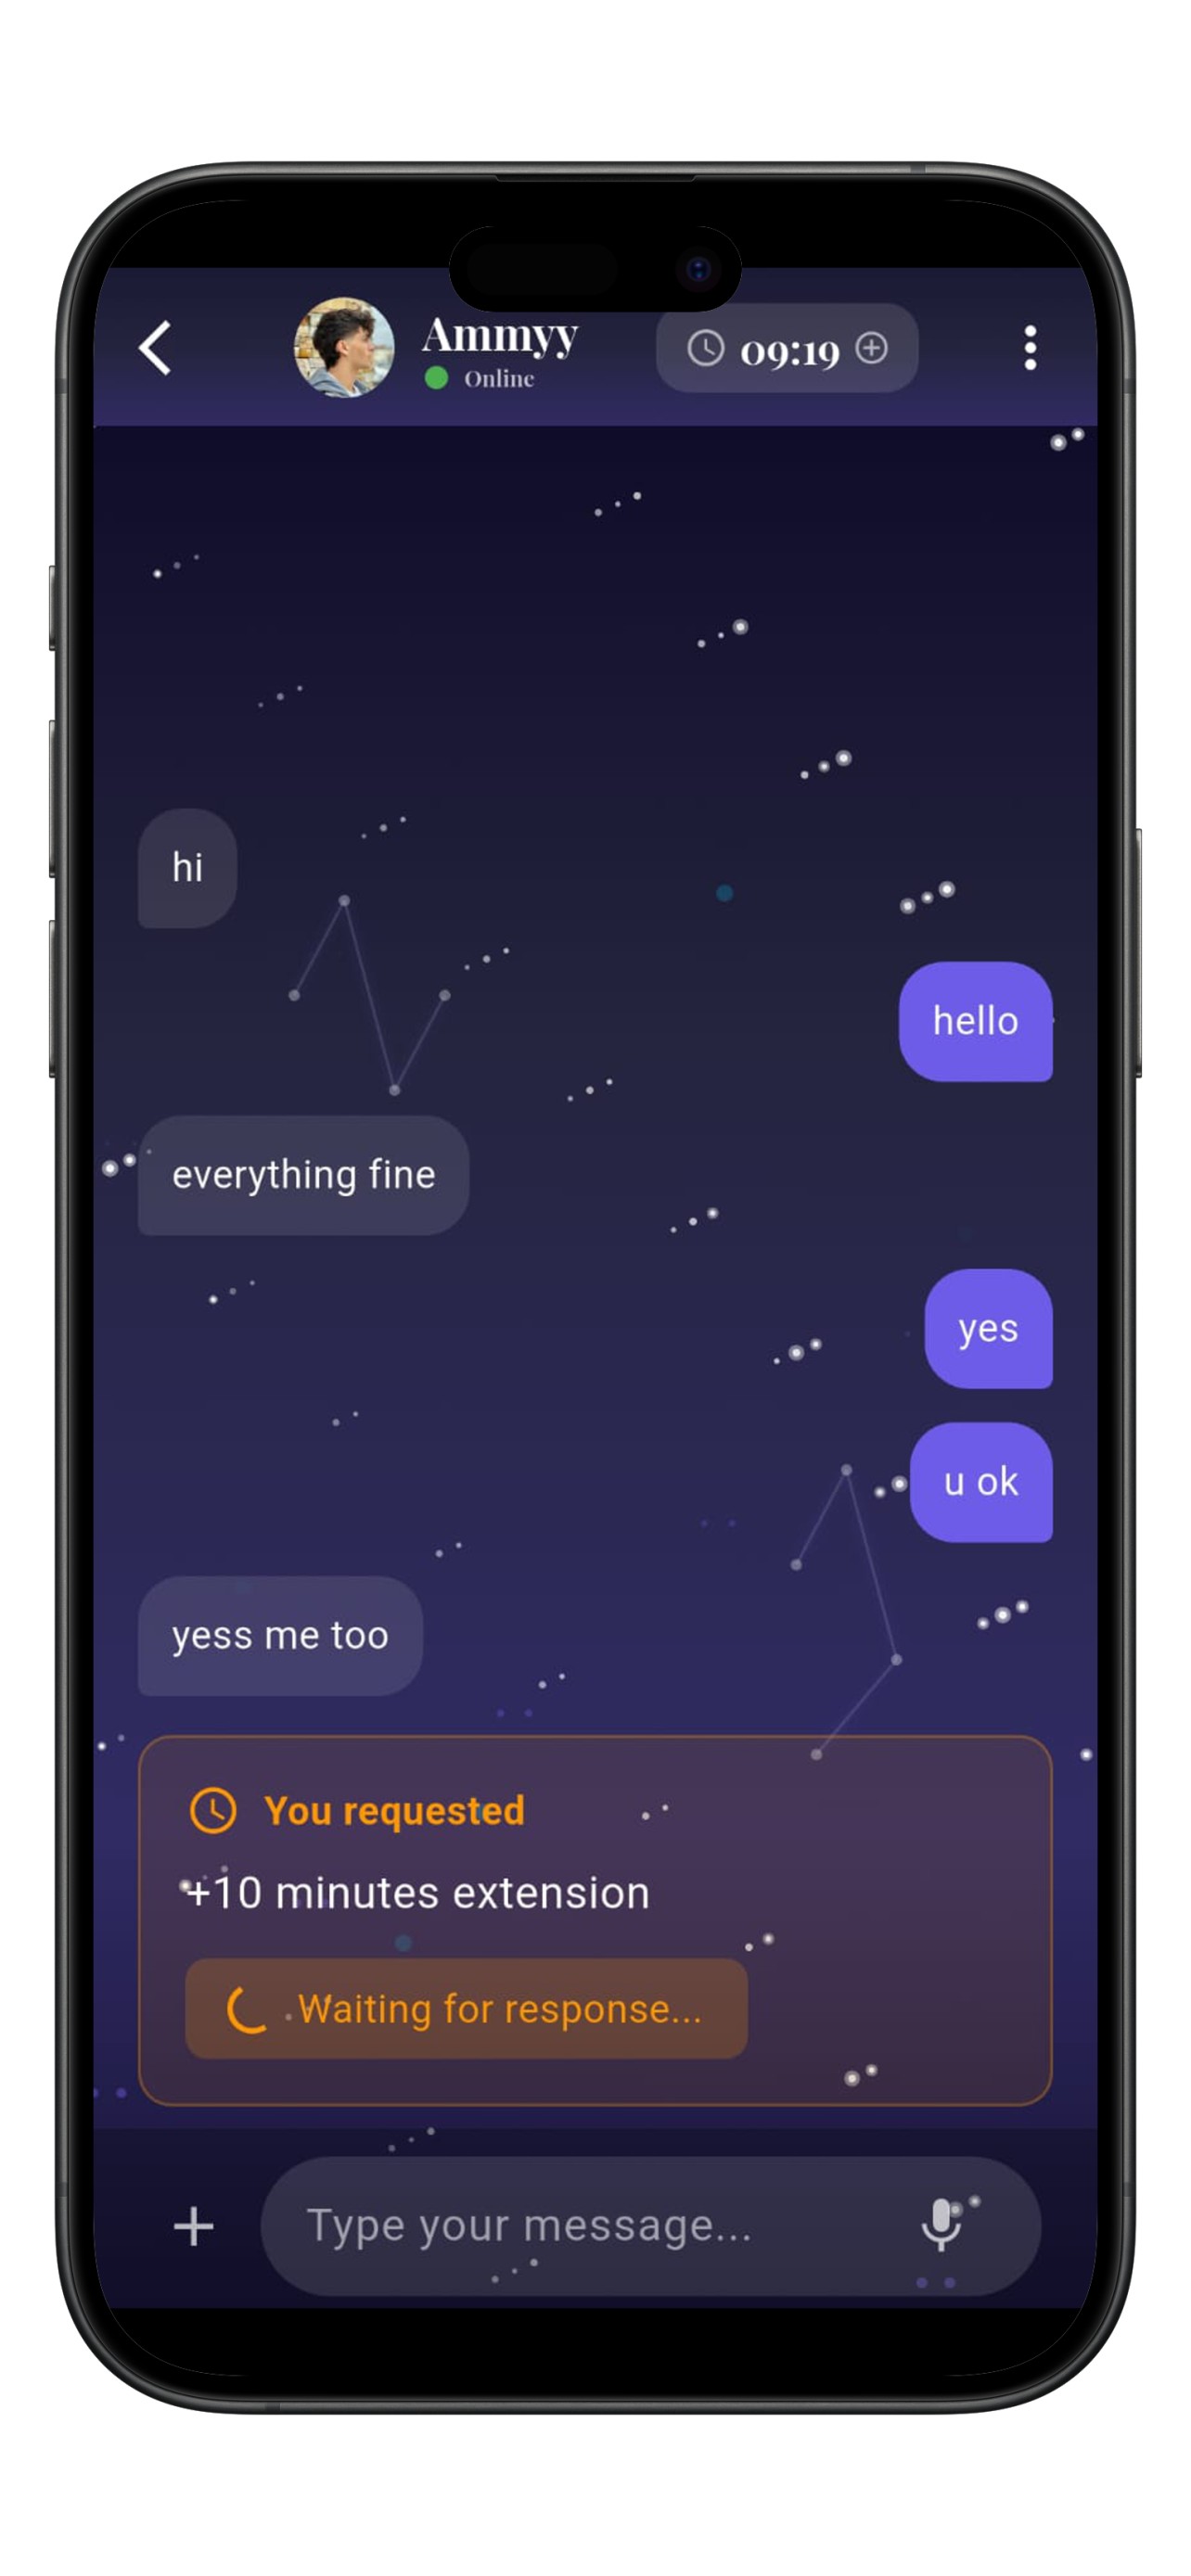 Ammyy
Online
09:19
hi
hello
everything fine
yes
u ok
yess me too
You requested
+10 minutes extension
Waiting for response...
Type your message...